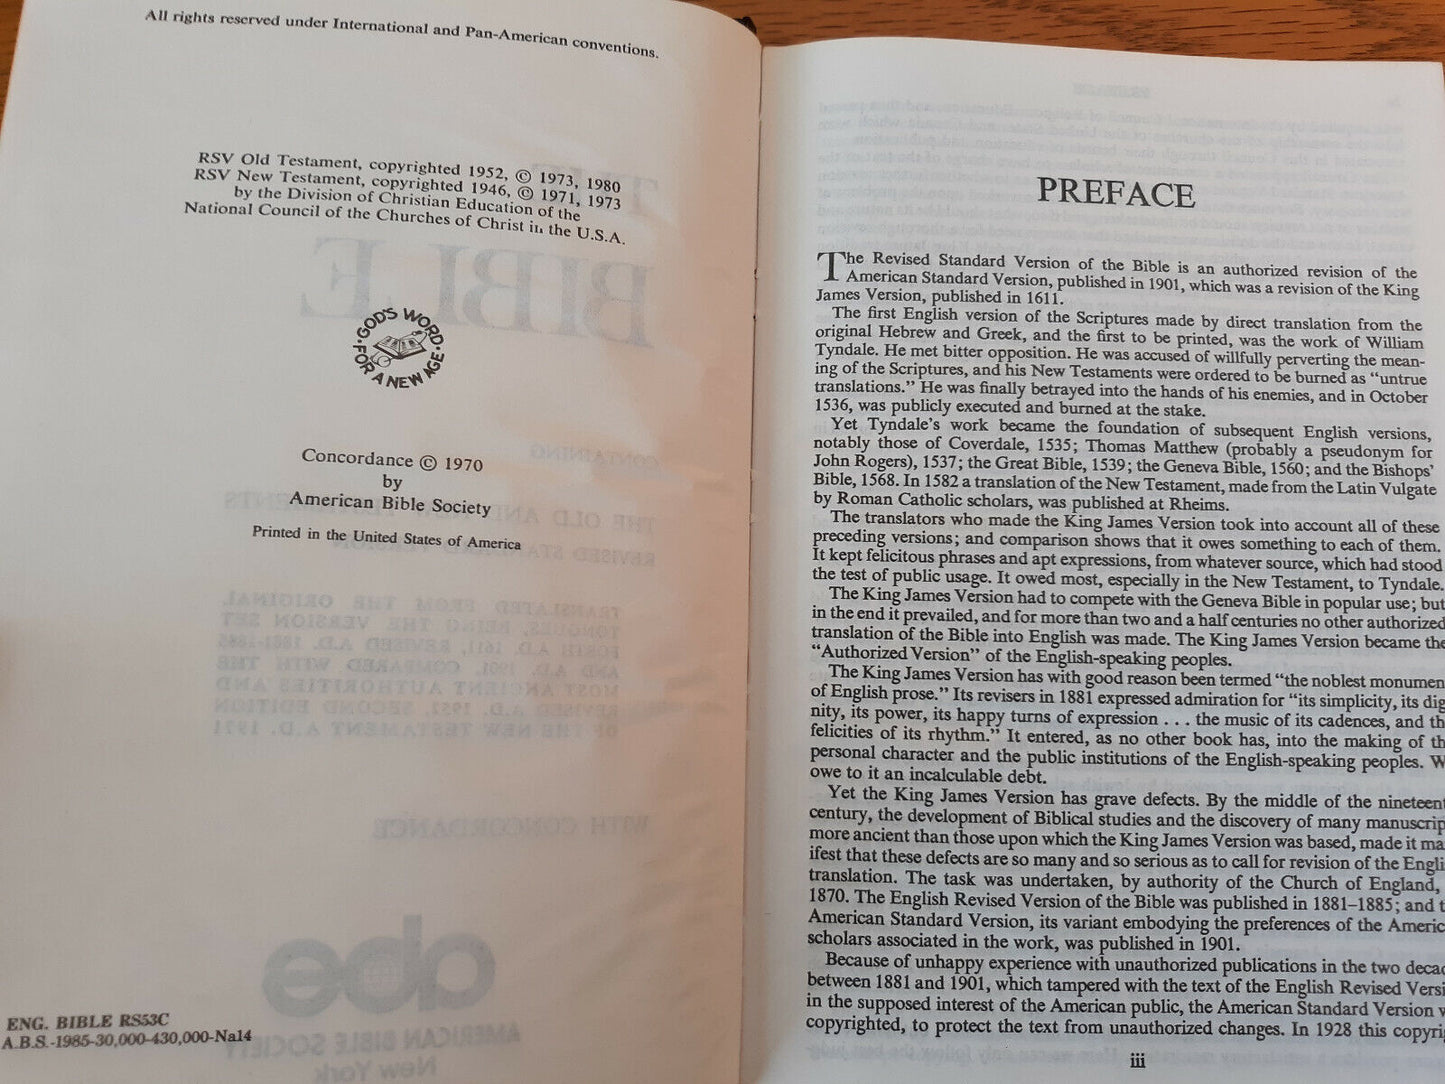 All rights reserved under International and Pan-American conventions.
RSV Old Testament, copyrighted 1952, © 1973, 1980
RSV New Testament, copyrighted 1946, © 1971, 1973
by the Division of Christian Education of the
National Council of the Churches of Christ in the U.S.A.
GOD'S WORD
·FOR A NEW AGE·
Concordance © 1970
by
American Bible Society
Printed in the United States of America
ENG. BIBLE RS53C
A.B.S.-1985-30,000-430,000-Na14
PREFACE
The Revised Standard Version of the Bible is an authorized revision of the
American Standard Version, published in 1901, which was a revision of the King
James Version, published in 1611.
The first English version of the Scriptures made by direct translation from the
original Hebrew and Greek, and the first to be printed, was the work of William
Tyndale. He met bitter opposition. He was accused of willfully perverting the mean-
ing of the Scriptures, and his New Testaments were ordered to be burned as “untrue
translations.” He was finally betrayed into the hands of his enemies, and in October
1536, was publicly executed and burned at the stake.
Yet Tyndale's work became the foundation of subsequent English versions,
notably those of Coverdale, 1535; Thomas Matthew (probably a pseudonym for
John Rogers), 1537; the Great Bible, 1539; the Geneva Bible, 1560; and the Bishops'
Bible, 1568. In 1582 a translation of the New Testament, made from the Latin Vulgate
by Roman Catholic scholars, was published at Rheims.
The translators who made the King James Version took into account all of these
preceding versions; and comparison shows that it owes something to each of them.
It kept felicitous phrases and apt expressions, from whatever source, which had stood
the test of public usage. It owed most, especially in the New Testament, to Tyndale.
The King James Version had to compete with the Geneva Bible in popular use; but
in the end it prevailed, and for more than two and a half centuries no other authorized
translation of the Bible into English was made. The King James Version became the
“Authorized Version” of the English-speaking peoples.
The King James Version has with good reason been termed “the noblest monumen
of English prose.” Its revisers in 1881 expressed admiration for “its simplicity, its dig
nity, its power, its happy turns of expression . . . the music of its cadences, and th
felicities of its rhythm.” It entered, as no other book has, into the making of th
personal character and the public institutions of the English-speaking peoples. W
owe to it an incalculable debt.
Yet the King James Version has grave defects. By the middle of the nineteent
century, the development of Biblical studies and the discovery of many manuscrip
more ancient than those upon which the King James Version was based, made it ma
ifest that these defects are so many and so serious as to call for revision of the Engli
translation. The task was undertaken, by authority of the Church of England,
1870. The English Revised Version of the Bible was published in 1881–1885; and t
American Standard Version, its variant embodying the preferences of the Americ
scholars associated in the work, was published in 1901.
Because of unhappy experience with unauthorized publications in the two decad
between 1881 and 1901, which tampered with the text of the English Revised Versi
in the supposed interest of the American public, the American Standard Version w
copyrighted, to protect the text from unauthorized changes. In 1928 this copyrig
iii